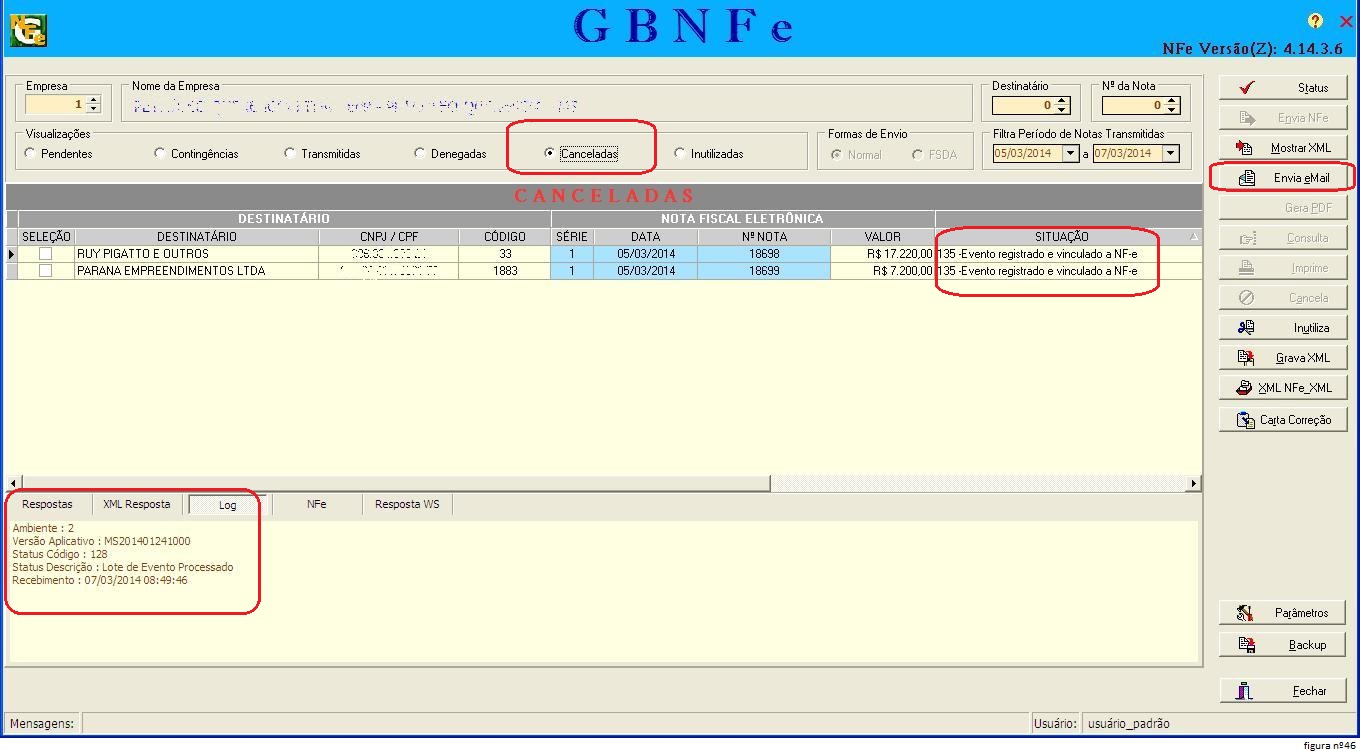 G B N F e
NFe Versão(Z): 4.14.3.6
Empresa
1
Nome da Empresa
Destinatário
0
Nº da Nota
0
Visualizações
Pendentes Contingências Transmitidas Denegadas Canceladas Inutilizadas
Formas de Envio
Normal FSDA
Filtra Período de Notas Transmitidas
05/03/2014 a 07/03/2014
CANCELADAS
DESTINATÁRIO NOTA FISCAL ELETRÔNICA
SELEÇÃO DESTINATÁRIO CNPJ / CPF CÓDIGO SÉRIE DATA Nº NOTA VALOR SITUAÇÃO
RUY PIGATTO E OUTROS 33 1 05/03/2014 18698 R$ 17.220,00 135 -Evento registrado e vinculado a NF-e
PARANA EMPREENDIMENTOS LTDA 1883 1 05/03/2014 18699 R$ 7.200,00 135 -Evento registrado e vinculado a NF-e
Respostas XML Resposta Log NFe Resposta WS
Ambiente : 2
Versão Aplicativo : MS201401241000
Status Código : 128
Status Descrição : Lote de Evento Processado
Recebimento : 07/03/2014 08:49:46
Status
Envia NFe
Mostrar XML
Envia eMail
Gera PDF
Consulta
Imprime
Cancela
Inutiliza
Grava XML
XML NFe_XML
Carta Correção
Parâmetros
Backup
Fechar
Mensagens:
Usuário: usuário_padrão
figura nº46